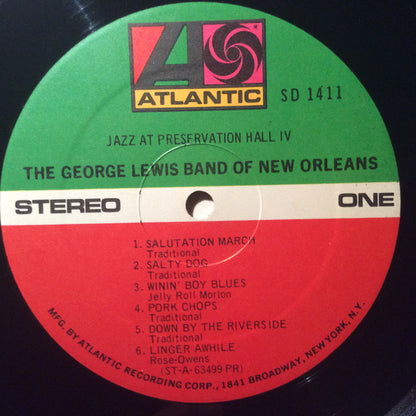 ATLANTIC
SD 1411
JAZZ AT PRESERVATION HALL IV
THE GEORGE LEWIS BAND OF NEW ORLEANS
STEREO ONE
1. SALUTATION MARCH
Traditional
2. SALTY DOG
Traditional
3. WININ' BOY BLUES
Jelly Roll Morton
4. PORK CHOPS
Traditional
5. DOWN BY THE RIVERSIDE
Traditional
6. LINGER AWHILE
Rose-Owens
(ST-A-63499 PR)
MFG. BY ATLANTIC RECORDING CORP., 1841 BROADWAY, NEW YORK, N.Y.